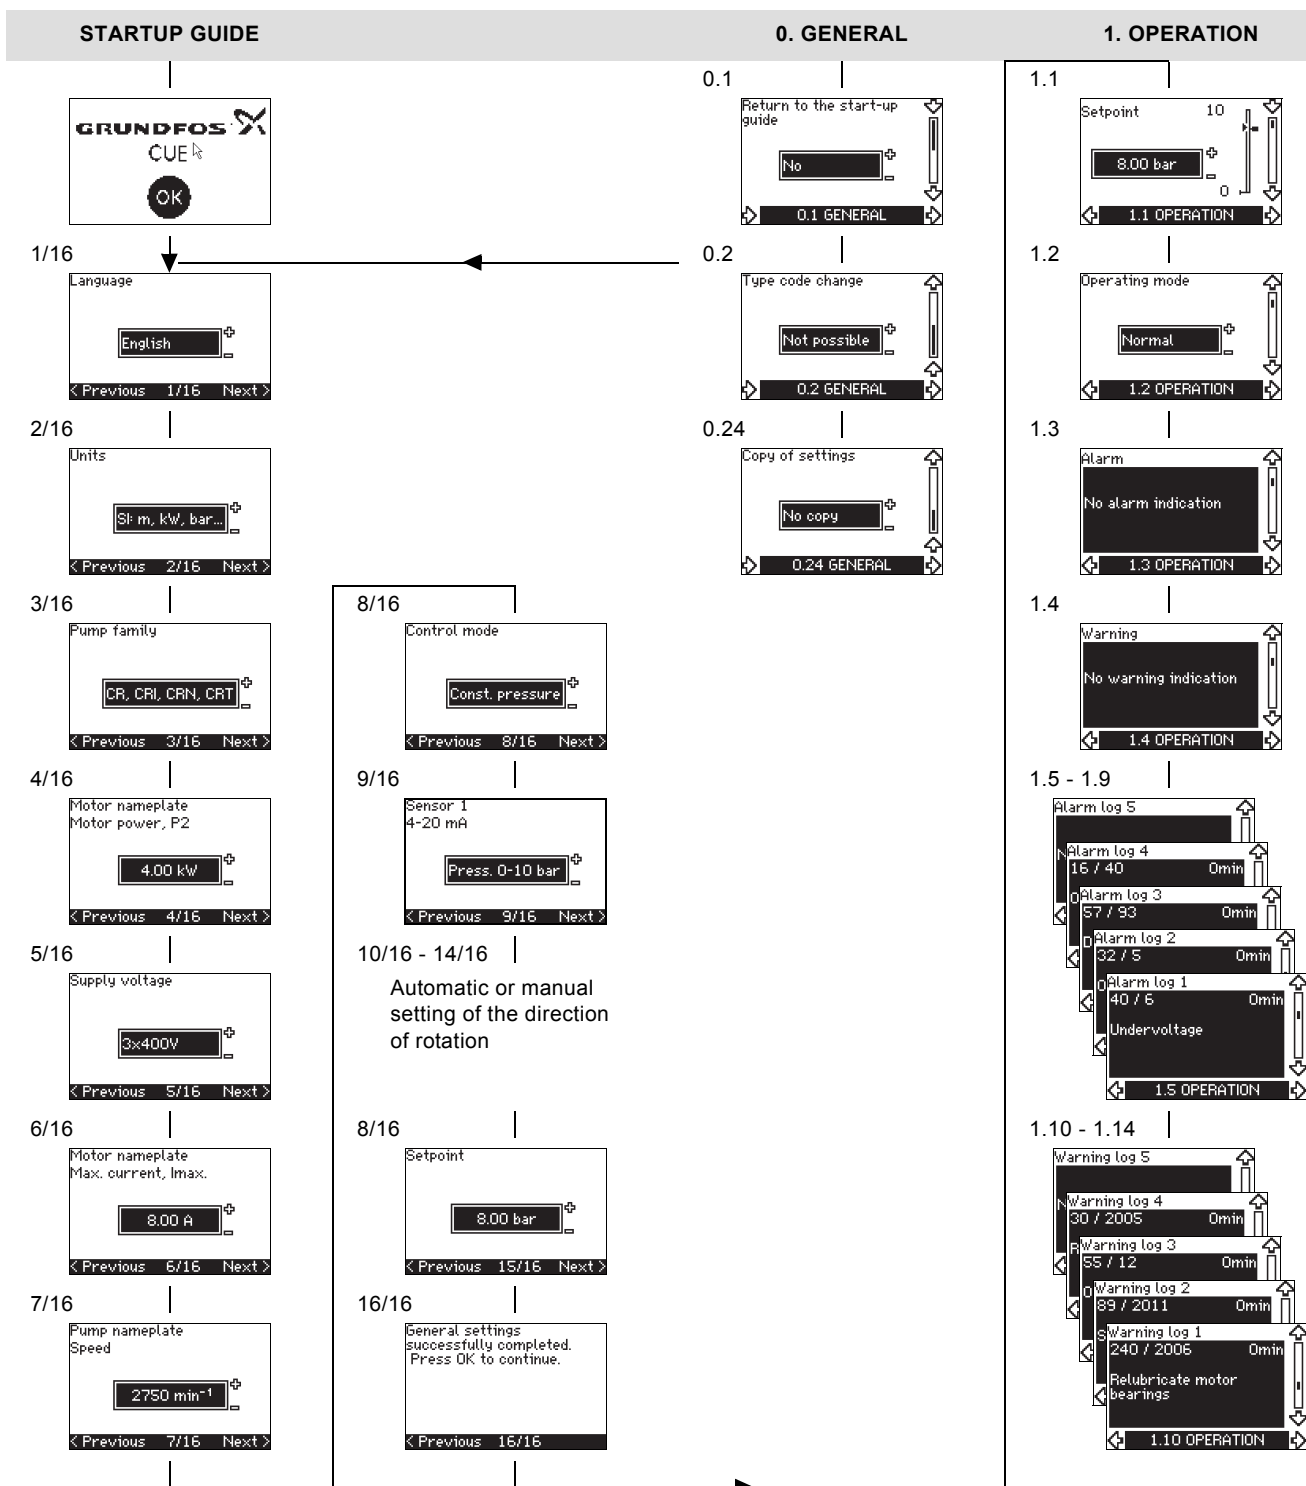 STARTUP GUIDE
0. GENERAL
1. OPERATION
GRUNDFOS
CUE
OK
1/16
Language
English
< Previous 1/16 Next >
2/16
Units
SI: m, kW, bar...
< Previous 2/16 Next >
3/16
Pump family
CR, CRI, CRN, CRT
< Previous 3/16 Next >
4/16
Motor nameplate
Motor power, P2
4.00 kW
< Previous 4/16 Next >
5/16
Supply voltage
3x400V
< Previous 5/16 Next >
6/16
Motor nameplate
Max. current, Imax.
8.00 A
< Previous 6/16 Next >
7/16
Pump nameplate
Speed
2750 min⁻¹
< Previous 7/16 Next >
8/16
Control mode
Const. pressure
< Previous 8/16 Next >
9/16
Sensor 1
4-20 mA
Press. 0-10 bar
< Previous 9/16 Next >
10/16 - 14/16
Automatic or manual
setting of the direction
of rotation
8/16
Setpoint
8.00 bar
< Previous 15/16 Next >
16/16
General settings
successfully completed.
Press OK to continue.
< Previous 16/16
0.1
Return to the start-up
guide
No
0.1 GENERAL
0.2
Type code change
Not possible
0.2 GENERAL
0.24
Copy of settings
No copy
0.24 GENERAL
1.1
Setpoint 10
8.00 bar
0
1.1 OPERATION
1.2
Operating mode
Normal
1.2 OPERATION
1.3
Alarm
No alarm indication
1.3 OPERATION
1.4
Warning
No warning indication
1.4 OPERATION
1.5 - 1.9
Alarm log 5
N
Alarm log 4
16 / 40 0min
O
Alarm log 3
57 / 93 0min
O
Alarm log 2
32 / 5 0min
O
Alarm log 1
40 / 6 0min
Undervoltage
1.5 OPERATION
1.10 - 1.14
Warning log 5
N
Warning log 4
30 / 2005 0min
R
Warning log 3
55 / 12 0min
O
Warning log 2
89 / 2011 0min
S
Warning log 1
240 / 2006 0min
Relubricate motor
bearings
1.10 OPERATION